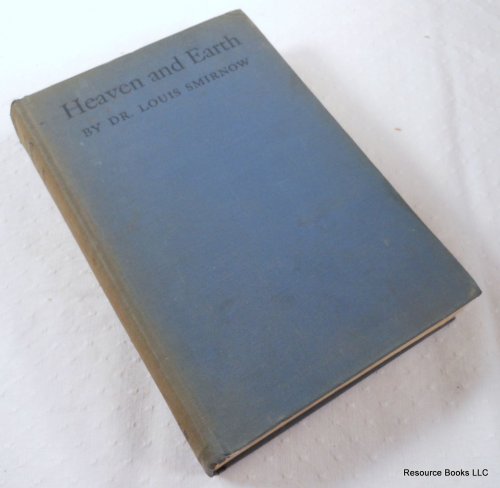 Heaven and Earth
BY DR. LOUIS SMIRNOW
Resource Books LLC